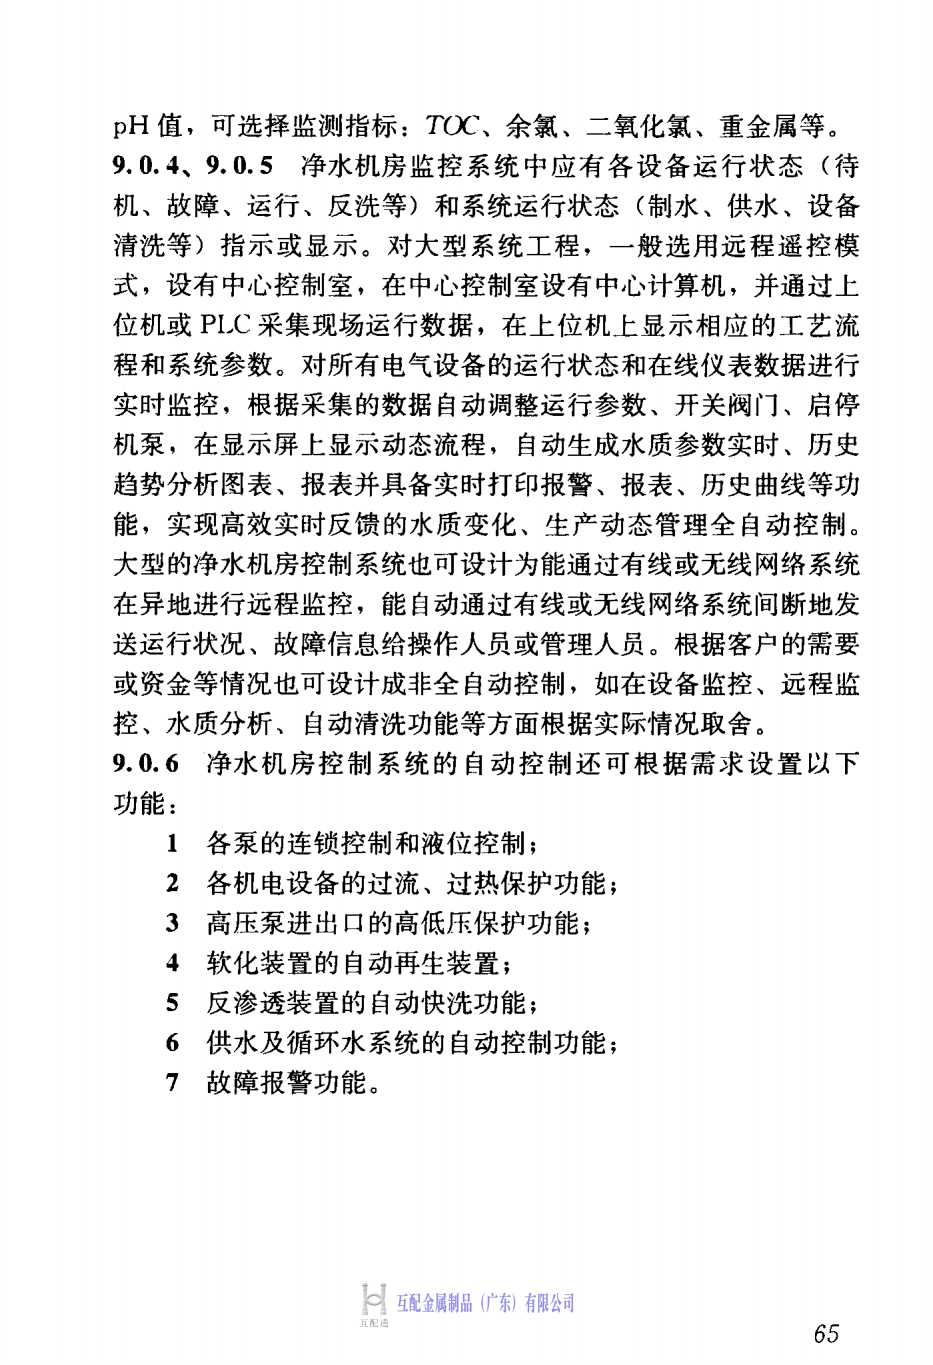 pH 值，可选择监测指标：TOC、余氯、二氧化氯、重金属等。
9.0.4、9.0.5　净水机房监控系统中应有各设备运行状态（待
机、故障、运行、反洗等）和系统运行状态（制水、供水、设备
清洗等）指示或显示。对大型系统工程，一般选用远程遥控模
式，设有中心控制室，在中心控制室设有中心计算机，并通过上
位机或 PLC 采集现场运行数据，在上位机上显示相应的工艺流
程和系统参数。对所有电气设备的运行状态和在线仪表数据进行
实时监控，根据采集的数据自动调整运行参数、开关阀门、启停
机泵，在显示屏上显示动态流程，自动生成水质参数实时、历史
趋势分析图表、报表并具备实时打印报警、报表、历史曲线等功
能，实现高效实时反馈的水质变化、生产动态管理全自动控制。
大型的净水机房控制系统也可设计为能通过有线或无线网络系统
在异地进行远程监控，能自动通过有线或无线网络系统间断地发
送运行状况、故障信息给操作人员或管理人员。根据客户的需要
或资金等情况也可设计成非全自动控制，如在设备监控、远程监
控、水质分析、自动清洗功能等方面根据实际情况取舍。
9.0.6　净水机房控制系统的自动控制还可根据需求设置以下
功能：
1　各泵的连锁控制和液位控制；
2　各机电设备的过流、过热保护功能；
3　高压泵进出口的高低压保护功能；
4　软化装置的自动再生装置；
5　反渗透装置的自动快洗功能；
6　供水及循环水系统的自动控制功能；
7　故障报警功能。
互配金属制品（广东）有限公司
互配通
65